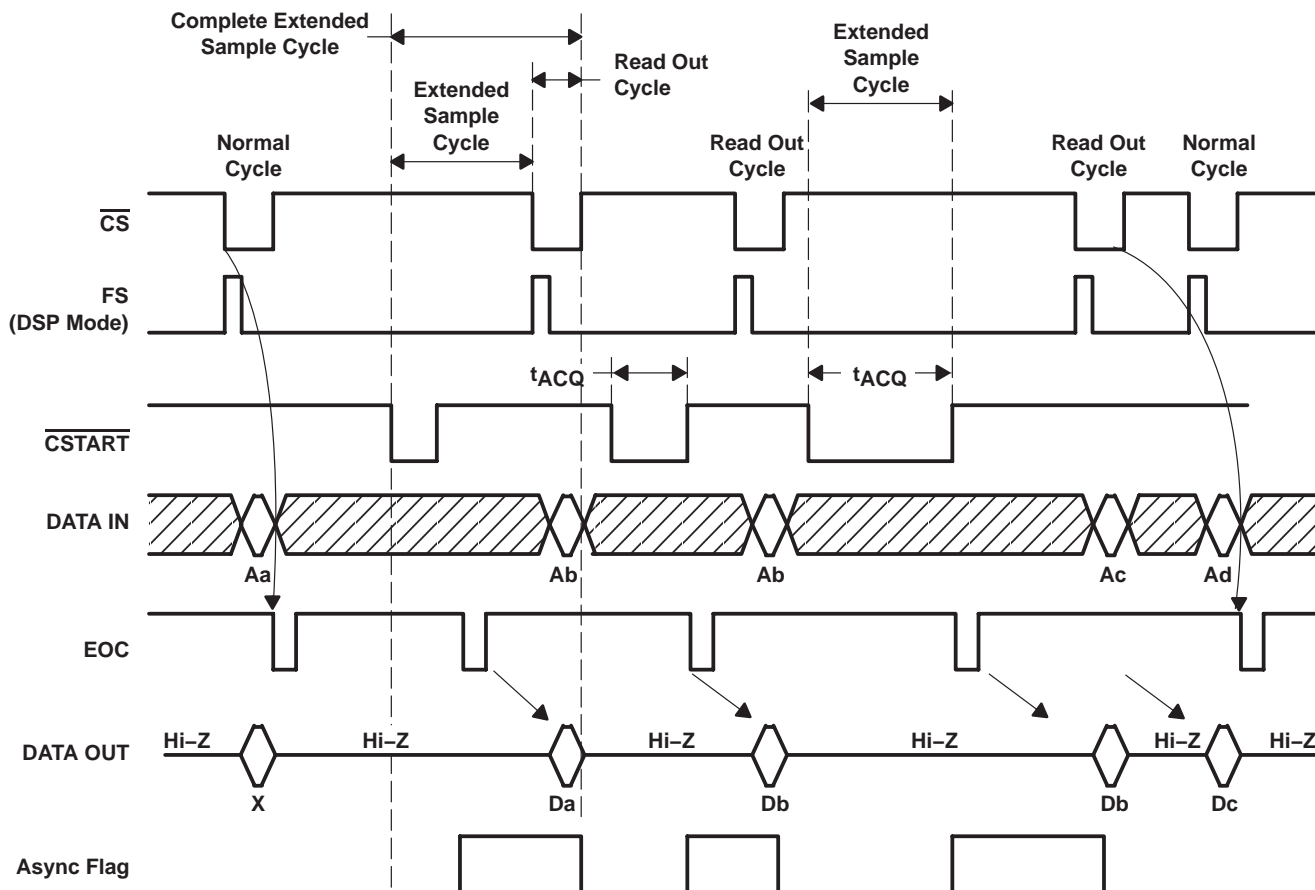 Complete Extended
Sample Cycle
Extended
Sample
Cycle
Read Out
Cycle
Extended
Sample
Cycle
Normal
Cycle
Read Out
Cycle
Read Out
Cycle
Normal
Cycle
CS
FS
(DSP Mode)
tACQ
tACQ
CSTART
DATA IN
Aa
Ab
Ab
Ac
Ad
EOC
DATA OUT
Hi–Z
Hi–Z
Hi–Z
Hi–Z
Hi–Z
Hi–Z
X
Da
Db
Db
Dc
Async Flag